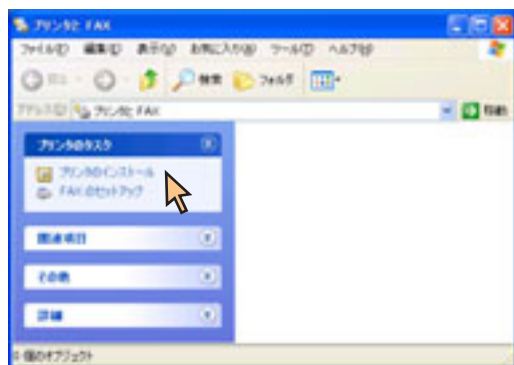 プリンタと FAX
ファイル(F) 編集(E) 表示(V) お気に入り(A) ツール(T) ヘルプ(H)
戻る 検索 フォルダ
アドレス(D) プリンタと FAX 移動
プリンタのタスク
プリンタのインストール
FAX のセットアップ
関連項目
その他
詳細
0 個のオブジェクト